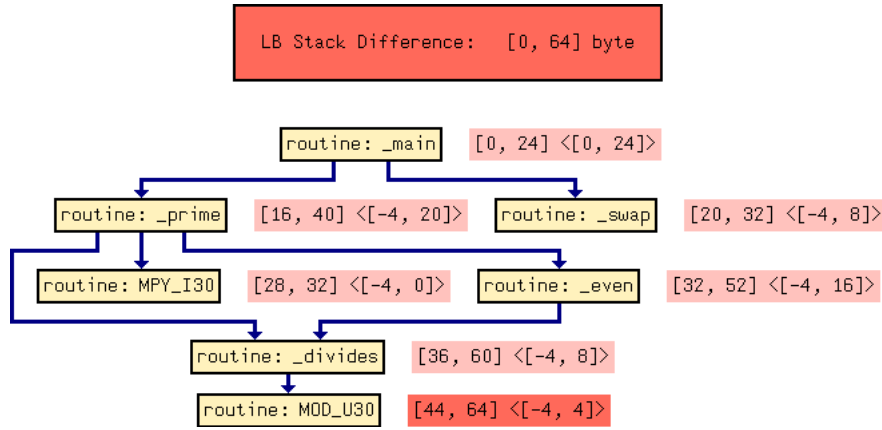 LB Stack Difference:   [0, 64] byte
routine: _main   [0, 24] <[0, 24]>
routine: _prime   [16, 40] <[-4, 20]>   routine: _swap   [20, 32] <[-4, 8]>
routine: MPY_I30   [28, 32] <[-4, 0]>   routine: _even   [32, 52] <[-4, 16]>
routine: _divides   [36, 60] <[-4, 8]>
routine: MOD_U30   [44, 64] <[-4, 4]>